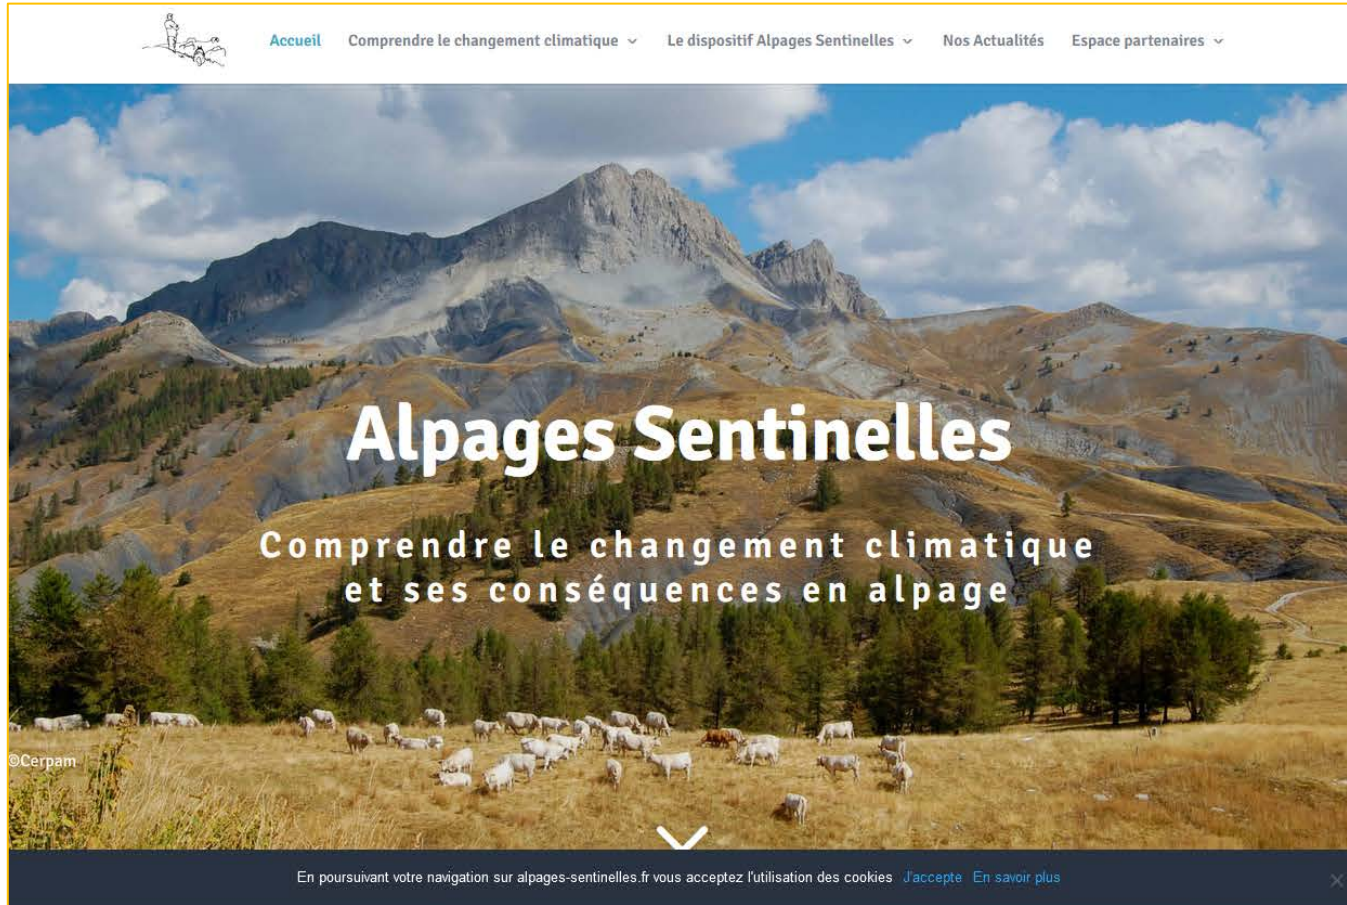 Accueil Comprendre le changement climatique Le dispositif Alpages Sentinelles Nos Actualités Espace partenaires
Alpages Sentinelles
Comprendre le changement climatique
et ses conséquences en alpage
©Cerpam
En poursuivant votre navigation sur alpages-sentinelles.fr vous acceptez l'utilisation des cookies J'accepte En savoir plus